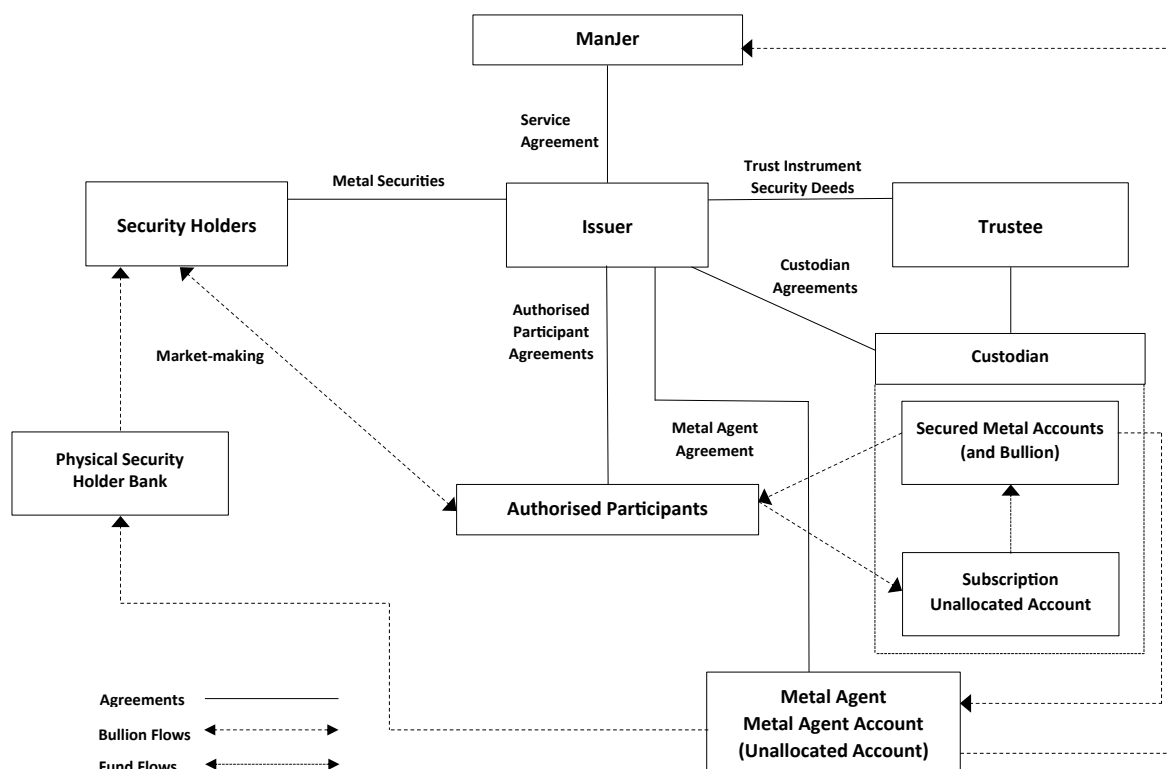 ManJer
Service
Agreement
Metal Securities
Trust Instrument
Security Deeds
Security Holders
Issuer
Trustee
Custodian
Agreements
Authorised
Participant
Agreements
Market-making
Custodian
Metal Agent
Agreement
Secured Metal Accounts
(and Bullion)
Physical Security
Holder Bank
Authorised Participants
Subscription
Unallocated Account
Metal Agent
Metal Agent Account
(Unallocated Account)
Agreements
Bullion Flows
Fund Flows